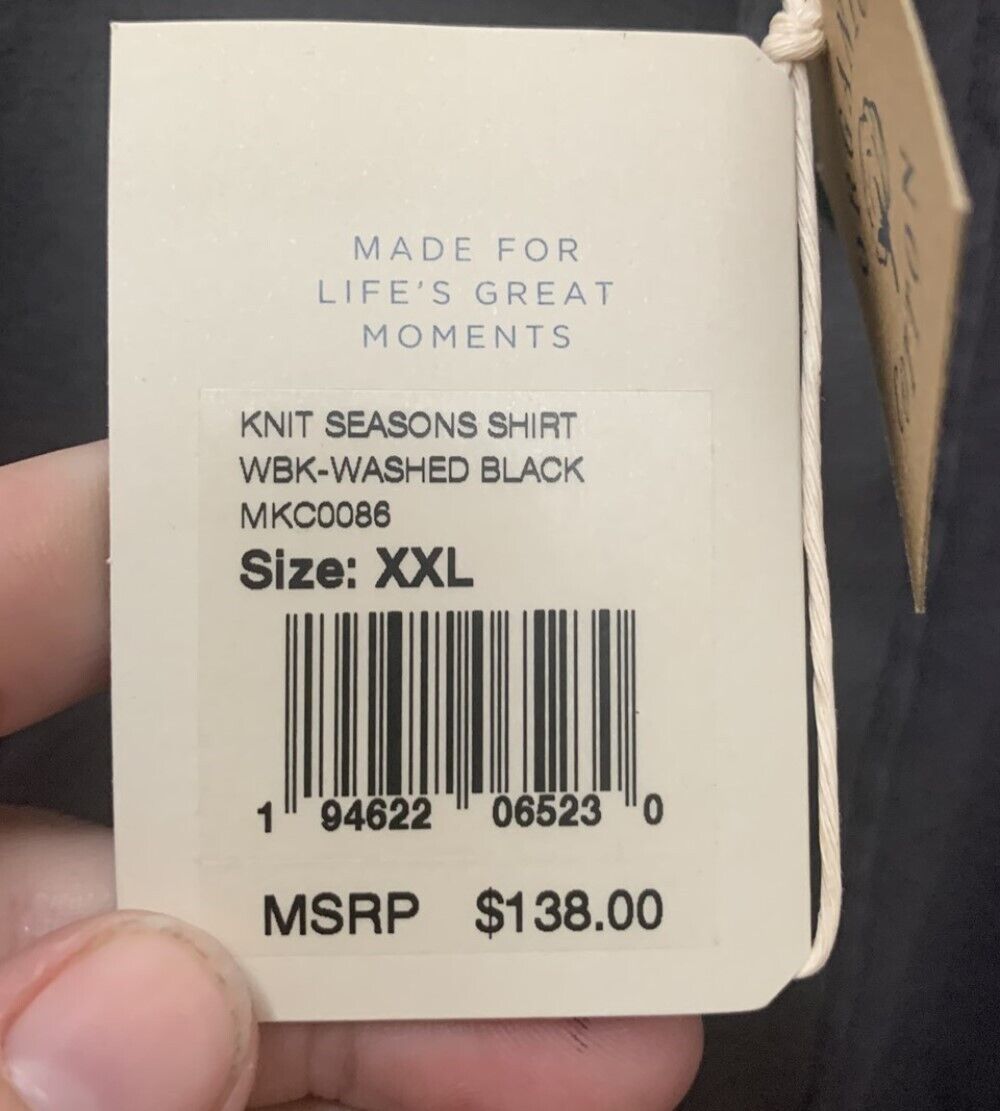 MADE FOR
LIFE'S GREAT
MOMENTS
KNIT SEASONS SHIRT
WBK-WASHED BLACK
MKC0086
Size: XXL
1 94622 06523 0
MSRP $138.00